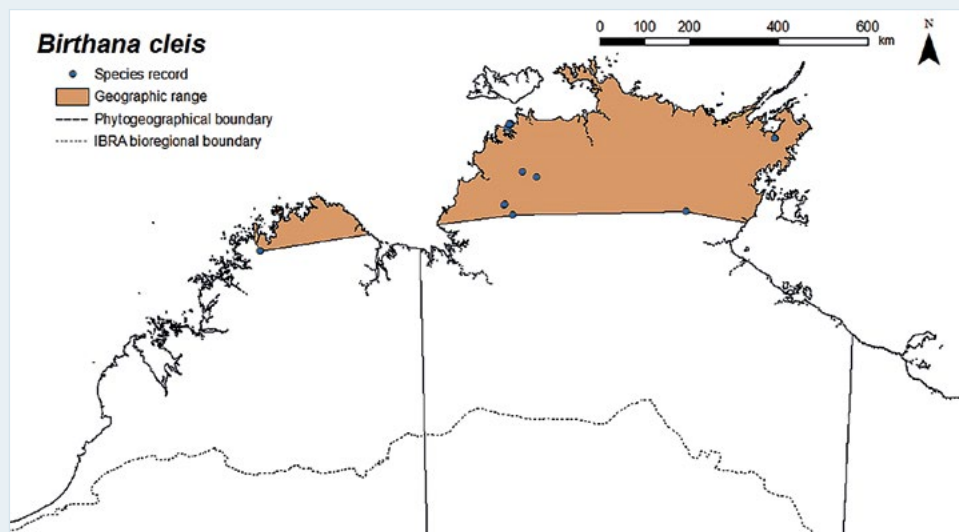 Birthana cleis
Species record
Geographic range
Phytogeographical boundary
IBRA bioregional boundary
0 100 200 400 600
km
N